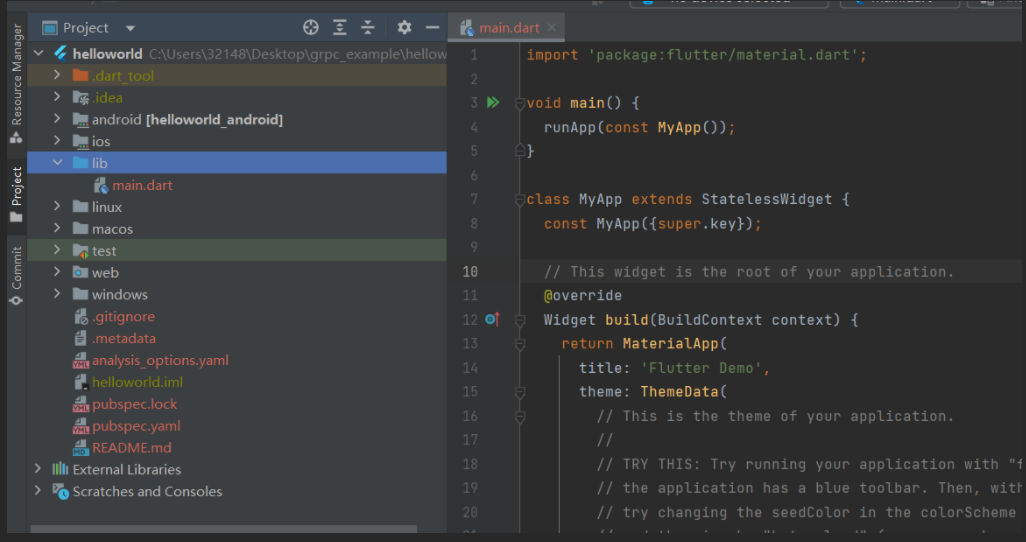 Project
main.dart
helloworld C:\Users\32148\Desktop\grpc_example\hellow
.dart_tool
.idea
android [helloworld_android]
ios
lib
main.dart
linux
macos
test
web
windows
.gitignore
.metadata
analysis_options.yaml
helloworld.iml
pubspec.lock
pubspec.yaml
README.md
External Libraries
Scratches and Consoles
Resource Manager
Project
Commit
1 import 'package:flutter/material.dart';
2
3 void main() {
4 runApp(const MyApp());
5 }
6
7 class MyApp extends StatelessWidget {
8 const MyApp({super.key});
9
10 // This widget is the root of your application.
11 @override
12 Widget build(BuildContext context) {
13 return MaterialApp(
14 title: 'Flutter Demo',
15 theme: ThemeData(
16 // This is the theme of your application.
17 //
18 // TRY THIS: Try running your application with "f
19 // the application has a blue toolbar. Then, with
20 // try changing the seedColor in the colorScheme